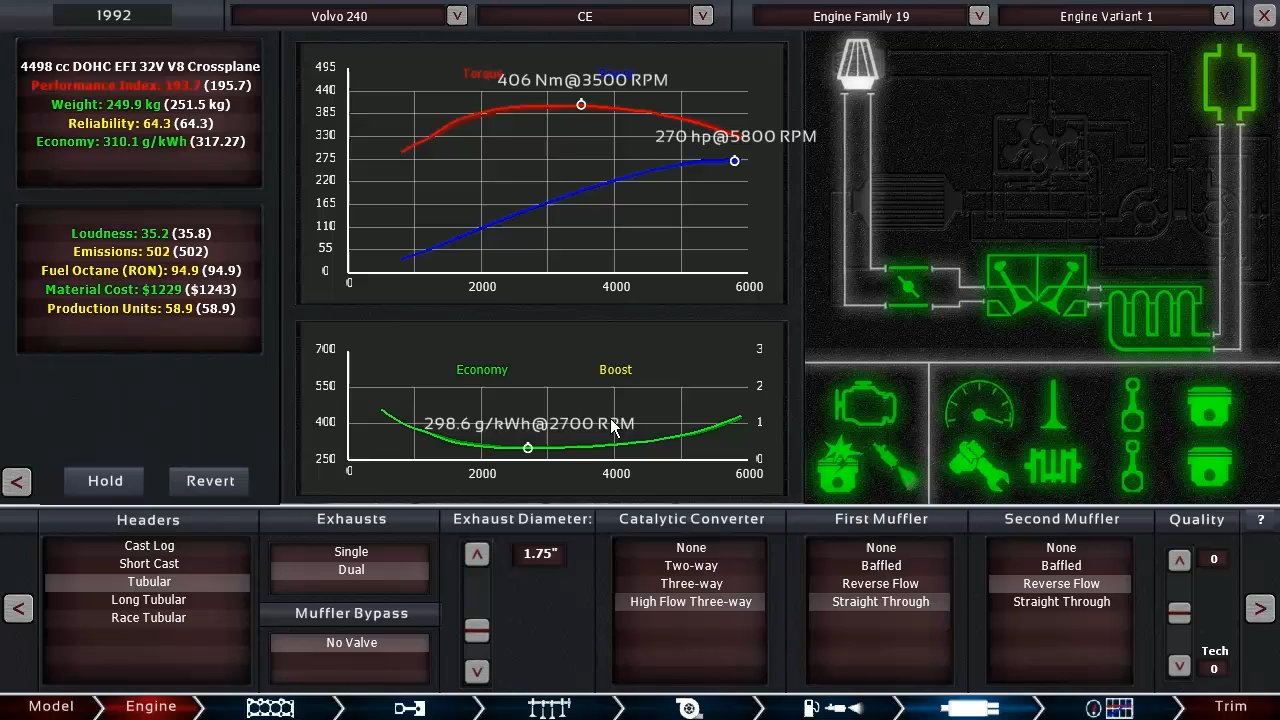 1992
Volvo 240 V
CE V
Engine Family 19 V
Engine Variant 1 V
X
4498 cc DOHC EFI 32V V8 Crossplane
Performance Index. 193.7 (195.7)
Weight: 249.9 kg (251.5 kg)
Reliability: 64.3 (64.3)
Economy: 310.1 g/kWh (317.27)
Loudness: 35.2 (35.8)
Emissions: 502 (502)
Fuel Octane (RON): 94.9 (94.9)
Material Cost: $1229 ($1243)
Production Units: 58.9 (58.9)
< Hold Revert
495
440
385
330
275
220
165
110
55
0
Torque
406 Nm@3500 RPM
270 hp@5800 RPM
0 2000 4000 6000
700
550
400
250
3
2
1
0
Economy Boost
298.6 g/kWh@2700 RPM
0 2000 4000 6000
Headers
Cast Log
Short Cast
Tubular
Long Tubular
Race Tubular
Exhausts
Single
Dual
Muffler Bypass
No Valve
Exhaust Diameter:
1.75"
Catalytic Converter
None
Two-way
Three-way
High Flow Three-way
First Muffler
None
Baffled
Reverse Flow
Straight Through
Second Muffler
None
Baffled
Reverse Flow
Straight Through
Quality
0
Tech
0
?
<
>
Model Engine Trim